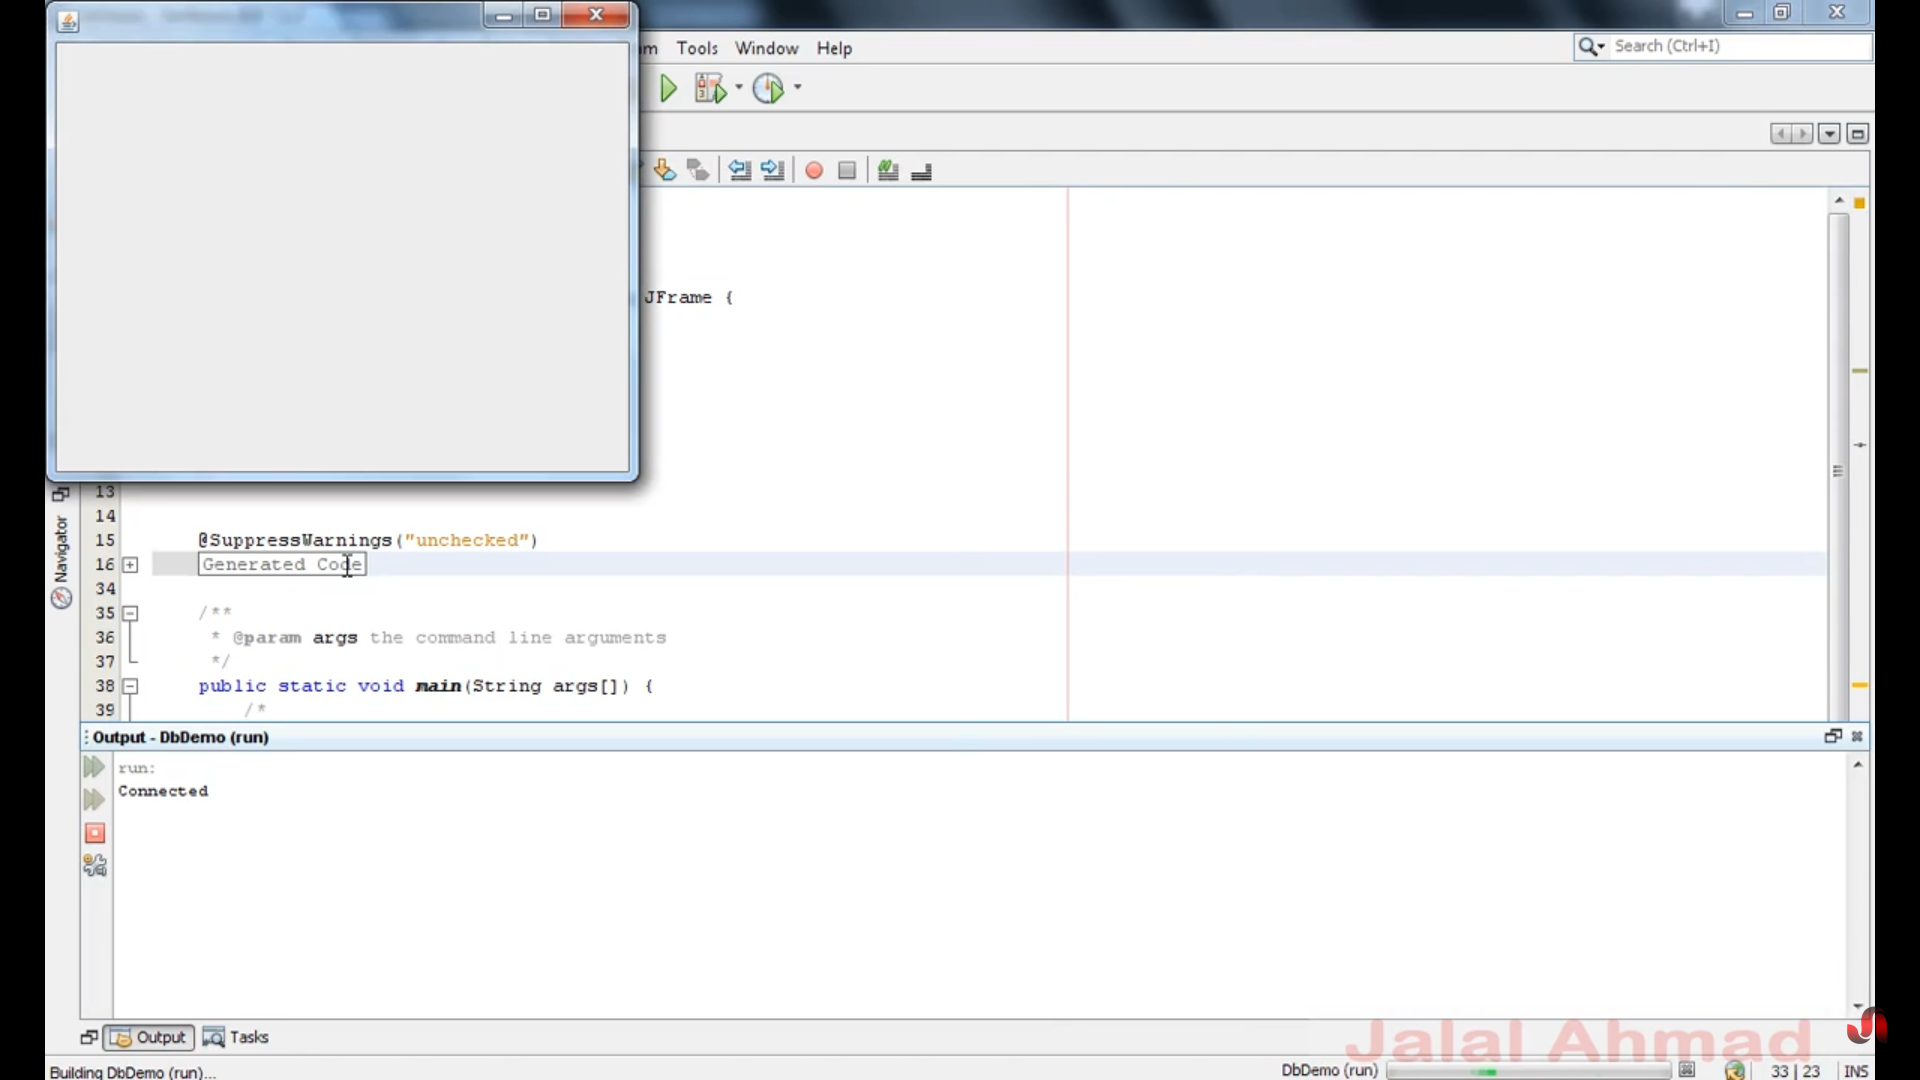 m Tools Window Help
Search (Ctrl+I)
JFrame {
13
14
15 @SuppressWarnings("unchecked")
16 Generated Code
34
35 /**
36 * @param args the command line arguments
37 */
38 public static void main(String args[]) {
39 /*
Navigator
Output - DbDemo (run)
run:
Connected
Output Tasks
Jalal Ahmad
Building DbDemo (run)... DbDemo (run) 33 | 23 INS